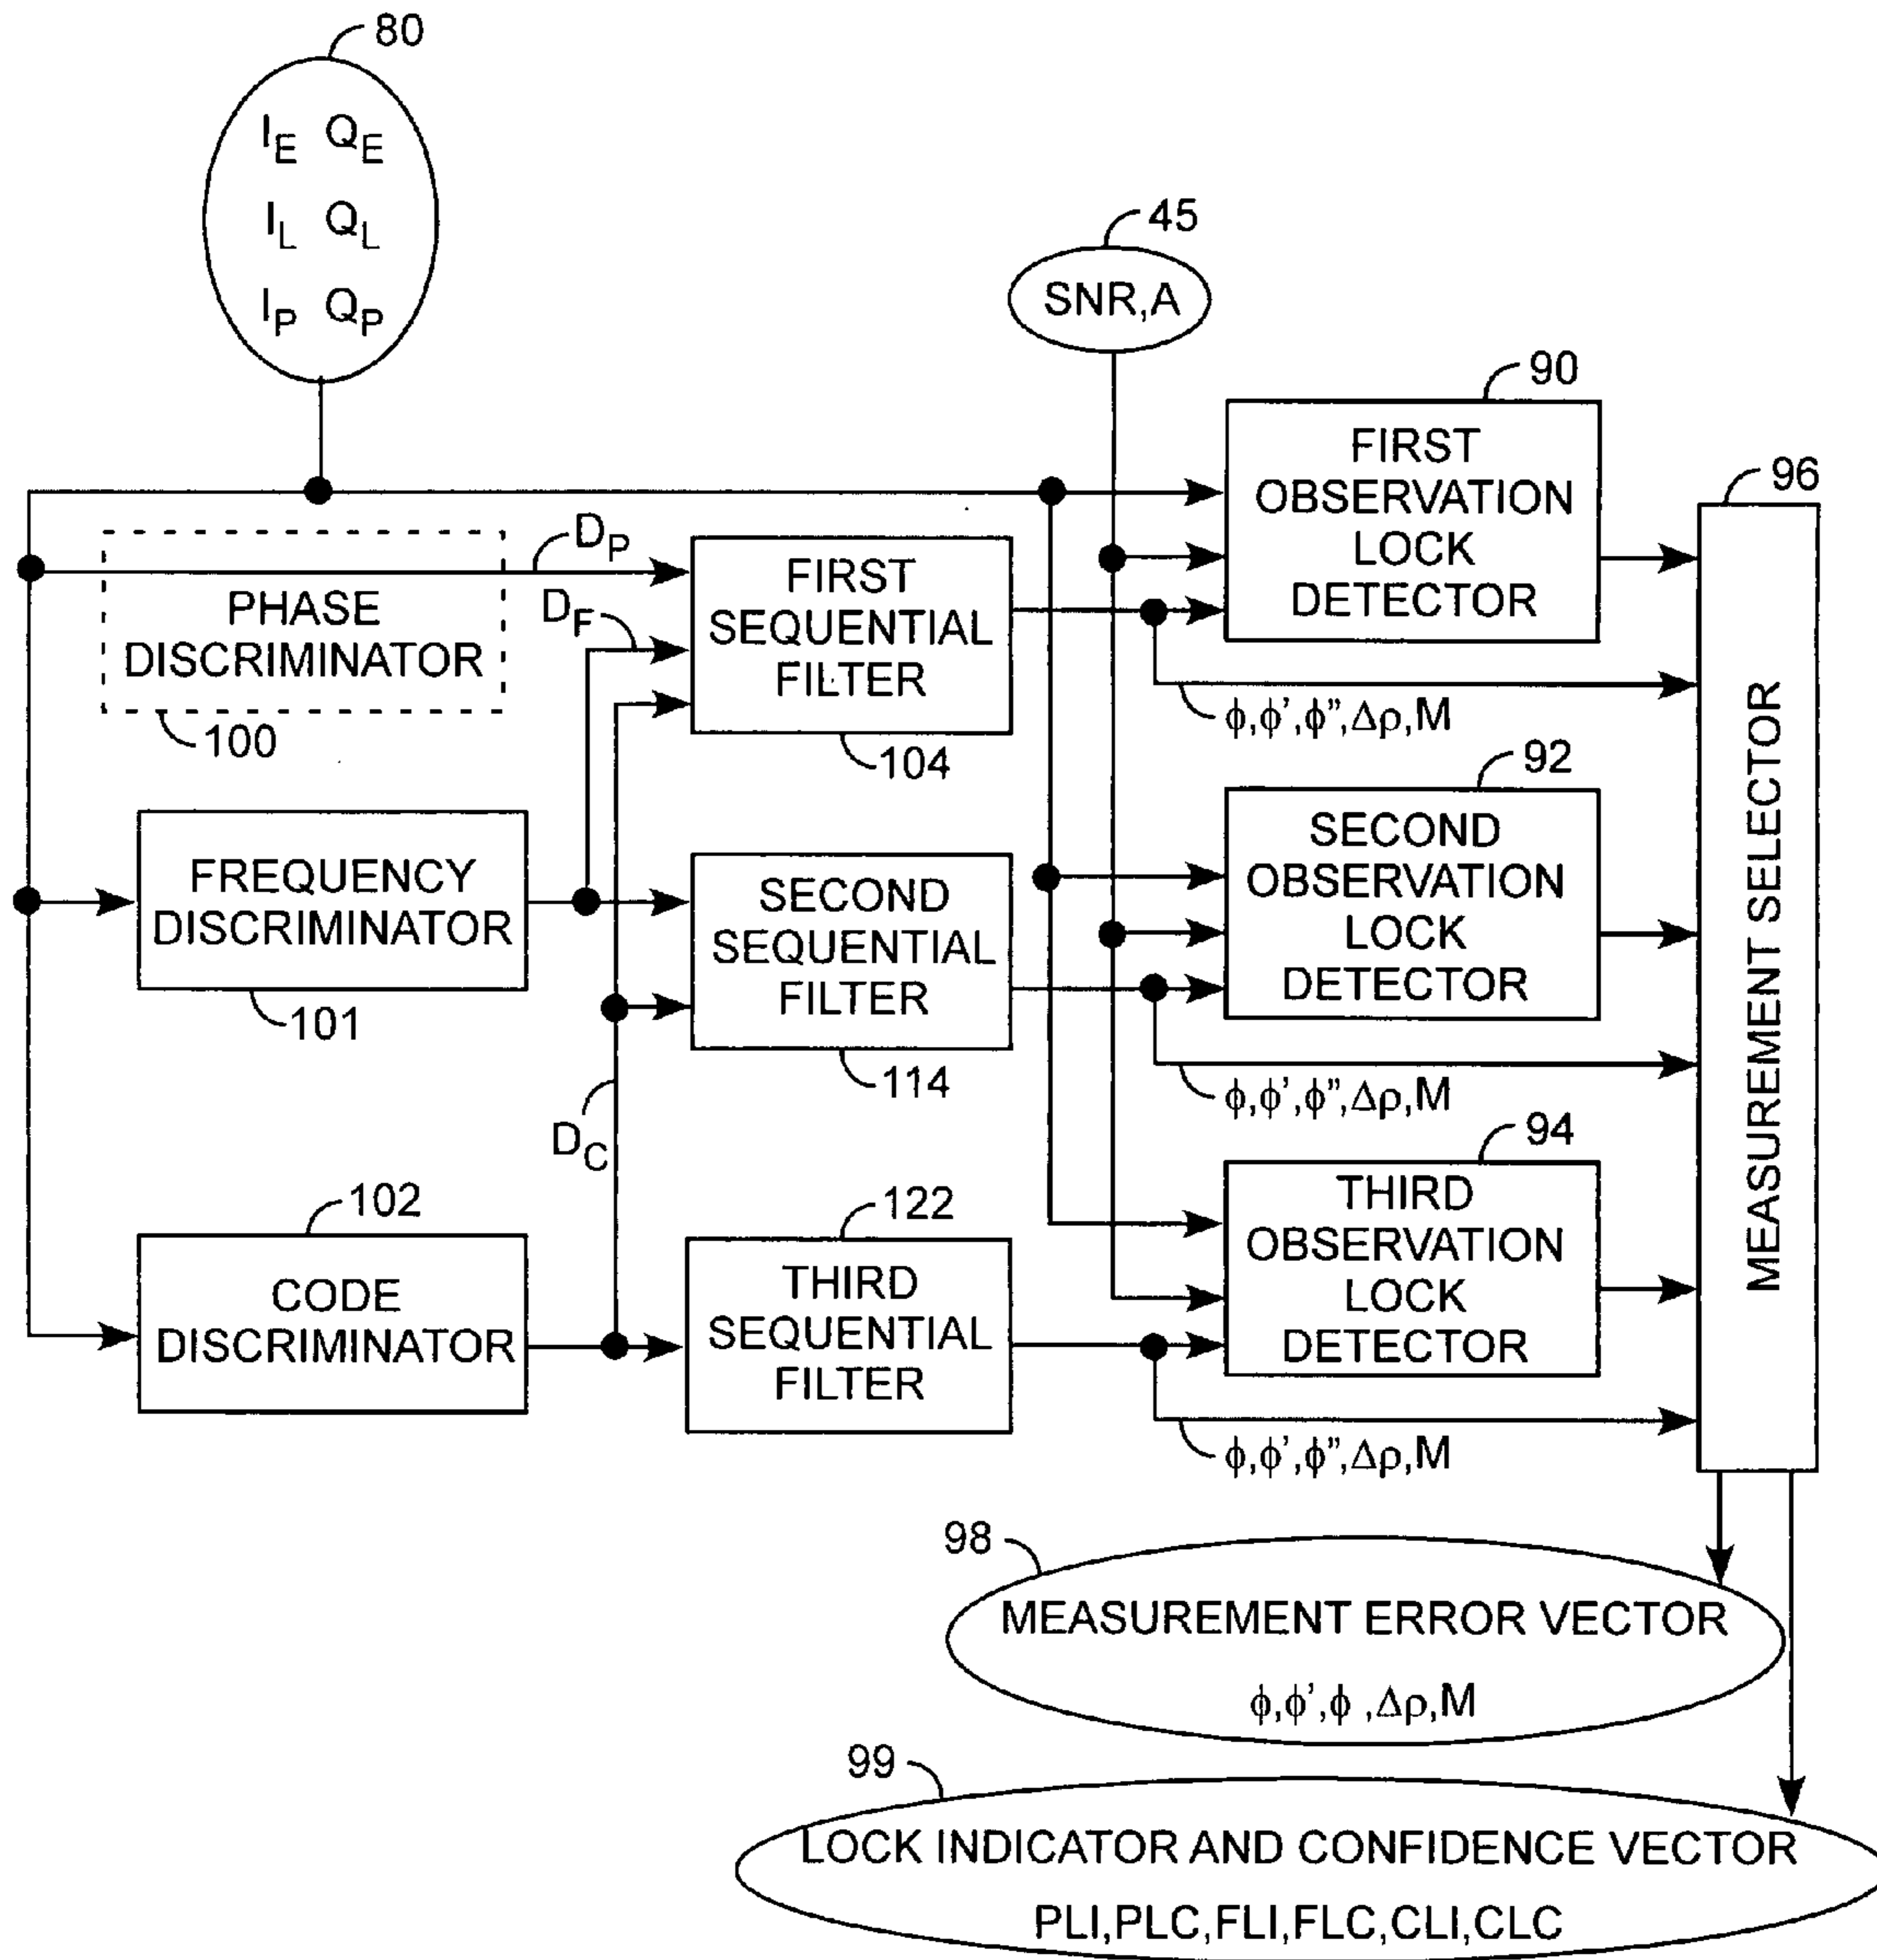 80
I_E Q_E
I_L Q_L
I_P Q_P
45
SNR,A
90
FIRST
OBSERVATION
LOCK
DETECTOR
96
MEASUREMENT SELECTOR
D_P
PHASE
DISCRIMINATOR
100
D_F
FIRST
SEQUENTIAL
FILTER
104
ϕ,ϕ’,ϕ”,Δρ,M
92
SECOND
OBSERVATION
LOCK
DETECTOR
FREQUENCY
DISCRIMINATOR
101
SECOND
SEQUENTIAL
FILTER
114
ϕ,ϕ’,ϕ”,Δρ,M
D_C
94
THIRD
OBSERVATION
LOCK
DETECTOR
102
CODE
DISCRIMINATOR
122
THIRD
SEQUENTIAL
FILTER
ϕ,ϕ’,ϕ”,Δρ,M
98
MEASUREMENT ERROR VECTOR
ϕ,ϕ’,ϕ ,Δρ,M
99
LOCK INDICATOR AND CONFIDENCE VECTOR
PLI,PLC,FLI,FLC,CLI,CLC